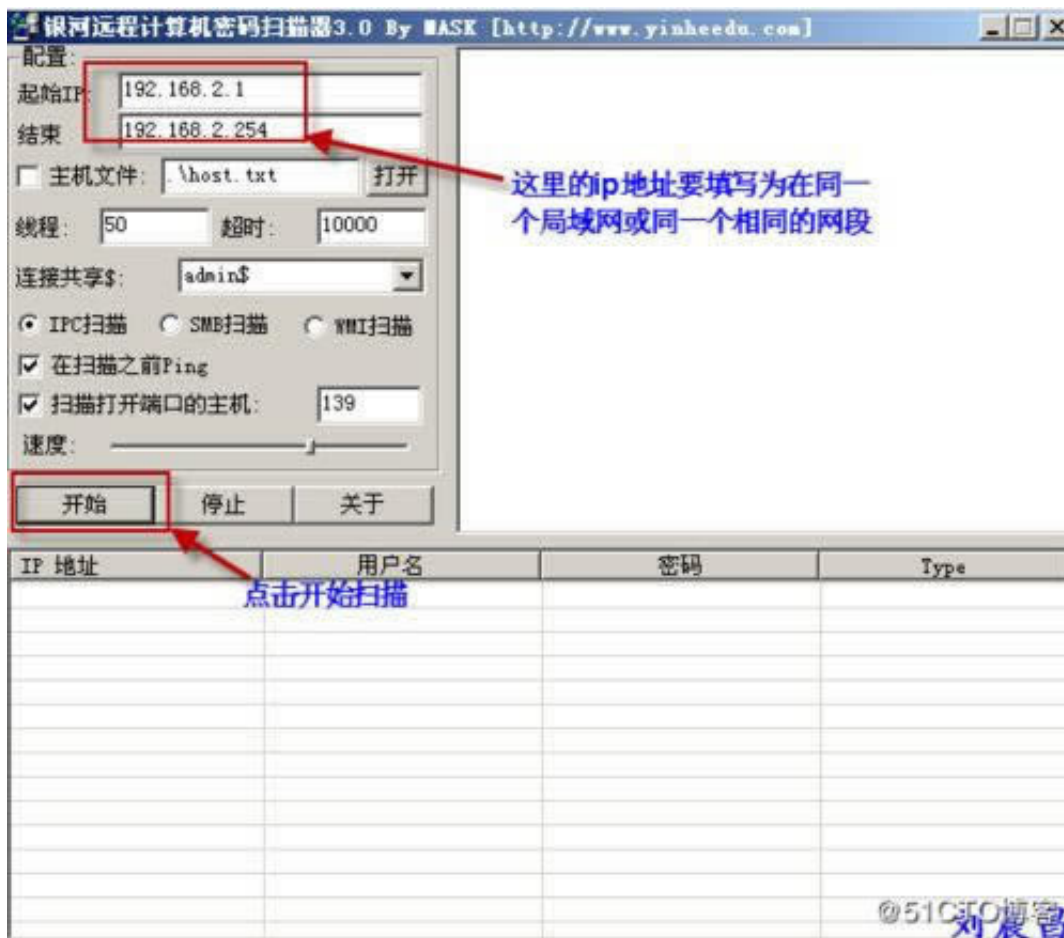 银河远程计算机密码扫描器3.0 By MASK [http://www.yinheedu.com]
配置:
起始IP: 192.168.2.1
结束 192.168.2.254
主机文件: .\host.txt 打开
这里的ip地址要填写为在同一
个局域网或同一个相同的网段
线程: 50 超时: 10000
连接共享$: admin$
IPC扫描 SMB扫描 WMI扫描
在扫描之前Ping
扫描打开端口的主机: 139
速度:
开始 停止 关于
IP 地址 用户名 密码 Type
点击开始扫描
@51CTO博客